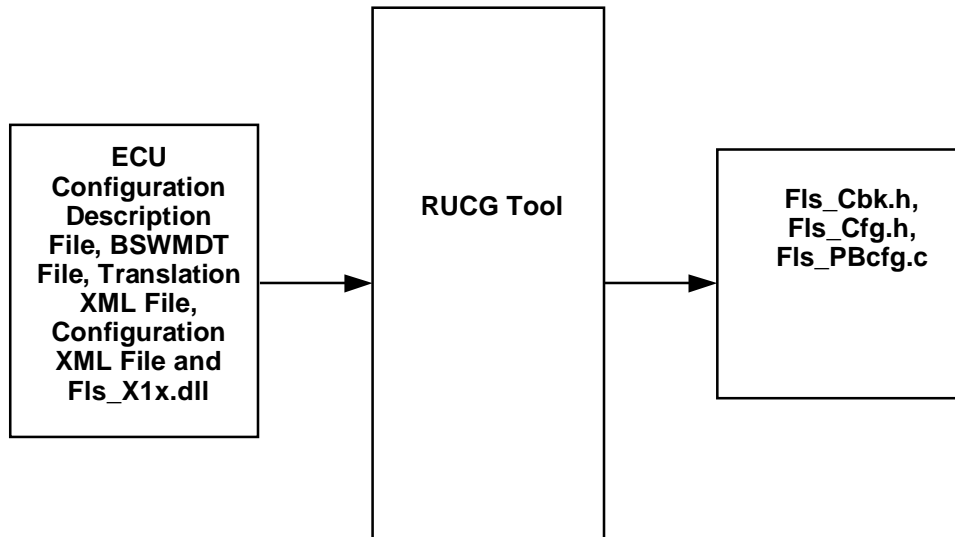 ECU
Configuration
Description
File, BSWMDT
File, Translation
XML File,
Configuration
XML File and
Fls_X1x.dll
RUCG Tool
Fls_Cbk.h,
Fls_Cfg.h,
Fls_PBcfg.c